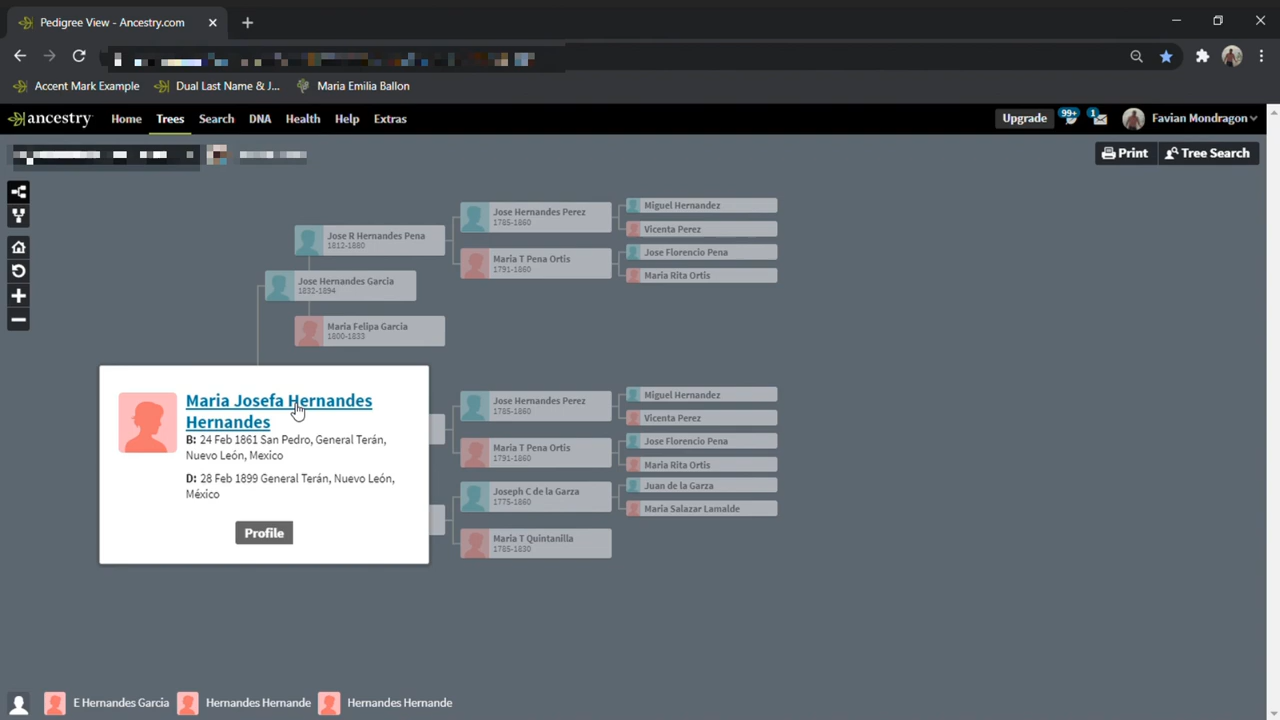 Pedigree View - Ancestry.com
Accent Mark Example
Dual Last Name & J...
Maria Emilia Ballon
ancestry
Home
Trees
Search
DNA
Health
Help
Extras
Upgrade
99+
1
Favian Mondragon
Print
Tree Search
Jose R Hernandes Pena
1812-1880
Jose Hernandes Garcia
1832-1894
Maria Felipa Garcia
1800-1833
Jose Hernandes Perez
1785-1860
Maria T Pena Ortis
1791-1860
Miguel Hernandez
Vicenta Perez
Jose Florencio Pena
Maria Rita Ortis
Maria Josefa Hernandes
Hernandes
B: 24 Feb 1861 San Pedro, General Terán,
Nuevo León, Mexico
D: 28 Feb 1899 General Terán, Nuevo León,
México
Profile
Jose Hernandes Perez
1785-1860
Maria T Pena Ortis
1791-1860
Joseph C de la Garza
1775-1860
Maria T Quintanilla
1785-1830
Miguel Hernandez
Vicenta Perez
Jose Florencio Pena
Maria Rita Ortis
Juan de la Garza
Maria Salazar Lamalde
E Hernandes Garcia
Hernandes Hernande
Hernandes Hernande